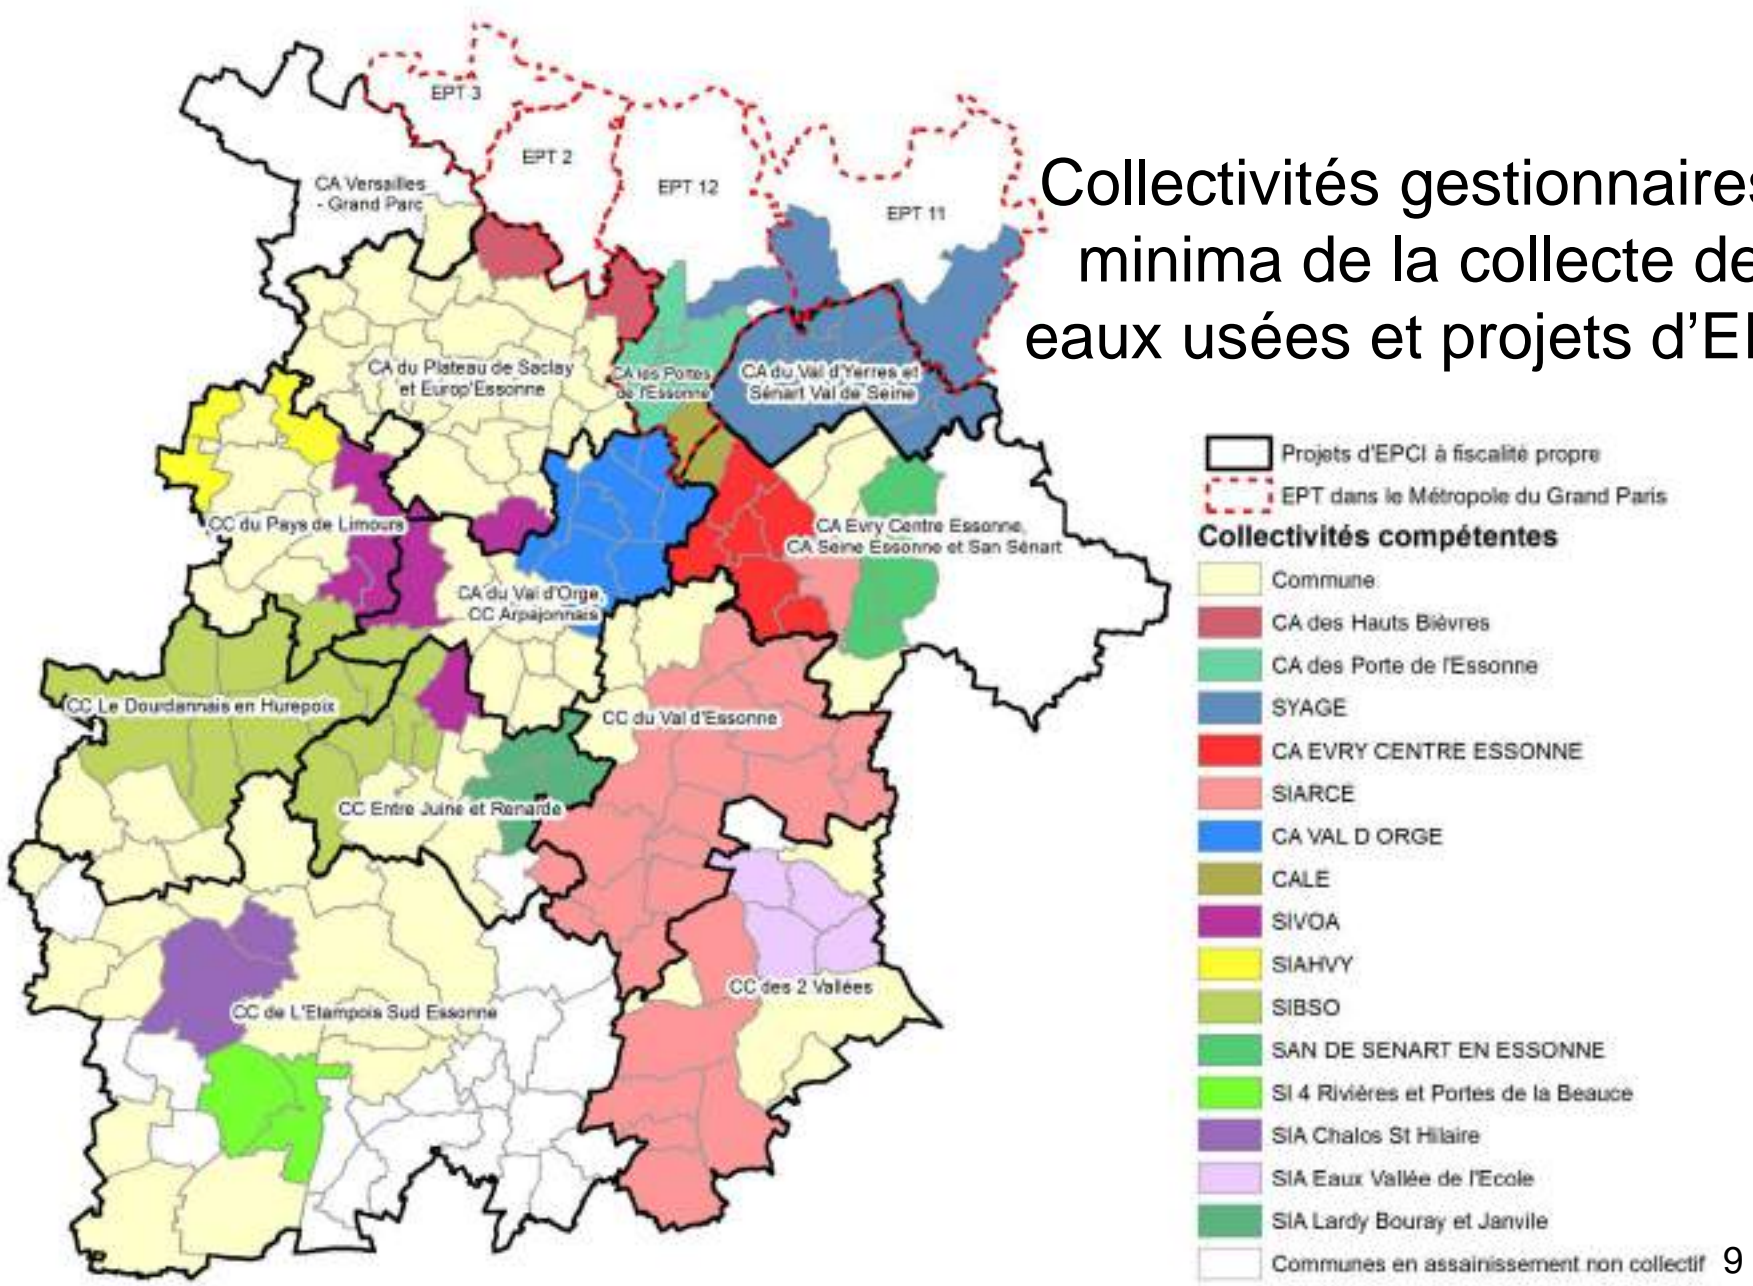 EPT 3
EPT 2
EPT 12
EPT 11
CA Versailles
- Grand Parc
Collectivités gestionnaires
minima de la collecte de
eaux usées et projets d'E
CA du Plateau de Saclay
et Europ'Essonne
CA les Portes
de l'Essonne
CA du Val d'Yerres et
Sénart Val de Seine
CC du Pays de Limours
CA Evry Centre Essonne,
CA Seine Essonne et San Sénart
CA du Val d'Orge,
CC Arpajonnais
CC Le Dourdannais en Hurepoix
CC du Val d'Essonne
CC Entre Juine et Renarde
CC des 2 Vallées
CC de L'Etampois Sud Essonne
Projets d'EPCI à fiscalité propre
EPT dans le Métropole du Grand Paris
Collectivités compétentes
Commune
CA des Hauts Bièvres
CA des Porte de l'Essonne
SYAGE
CA EVRY CENTRE ESSONNE
SIARCE
CA VAL D ORGE
CALE
SIVOA
SIAHVY
SIBSO
SAN DE SENART EN ESSONNE
SI 4 Rivières et Portes de la Beauce
SIA Chalos St Hilaire
SIA Eaux Vallée de l'Ecole
SIA Lardy Bouray et Janvile
Communes en assainissement non collectif
9